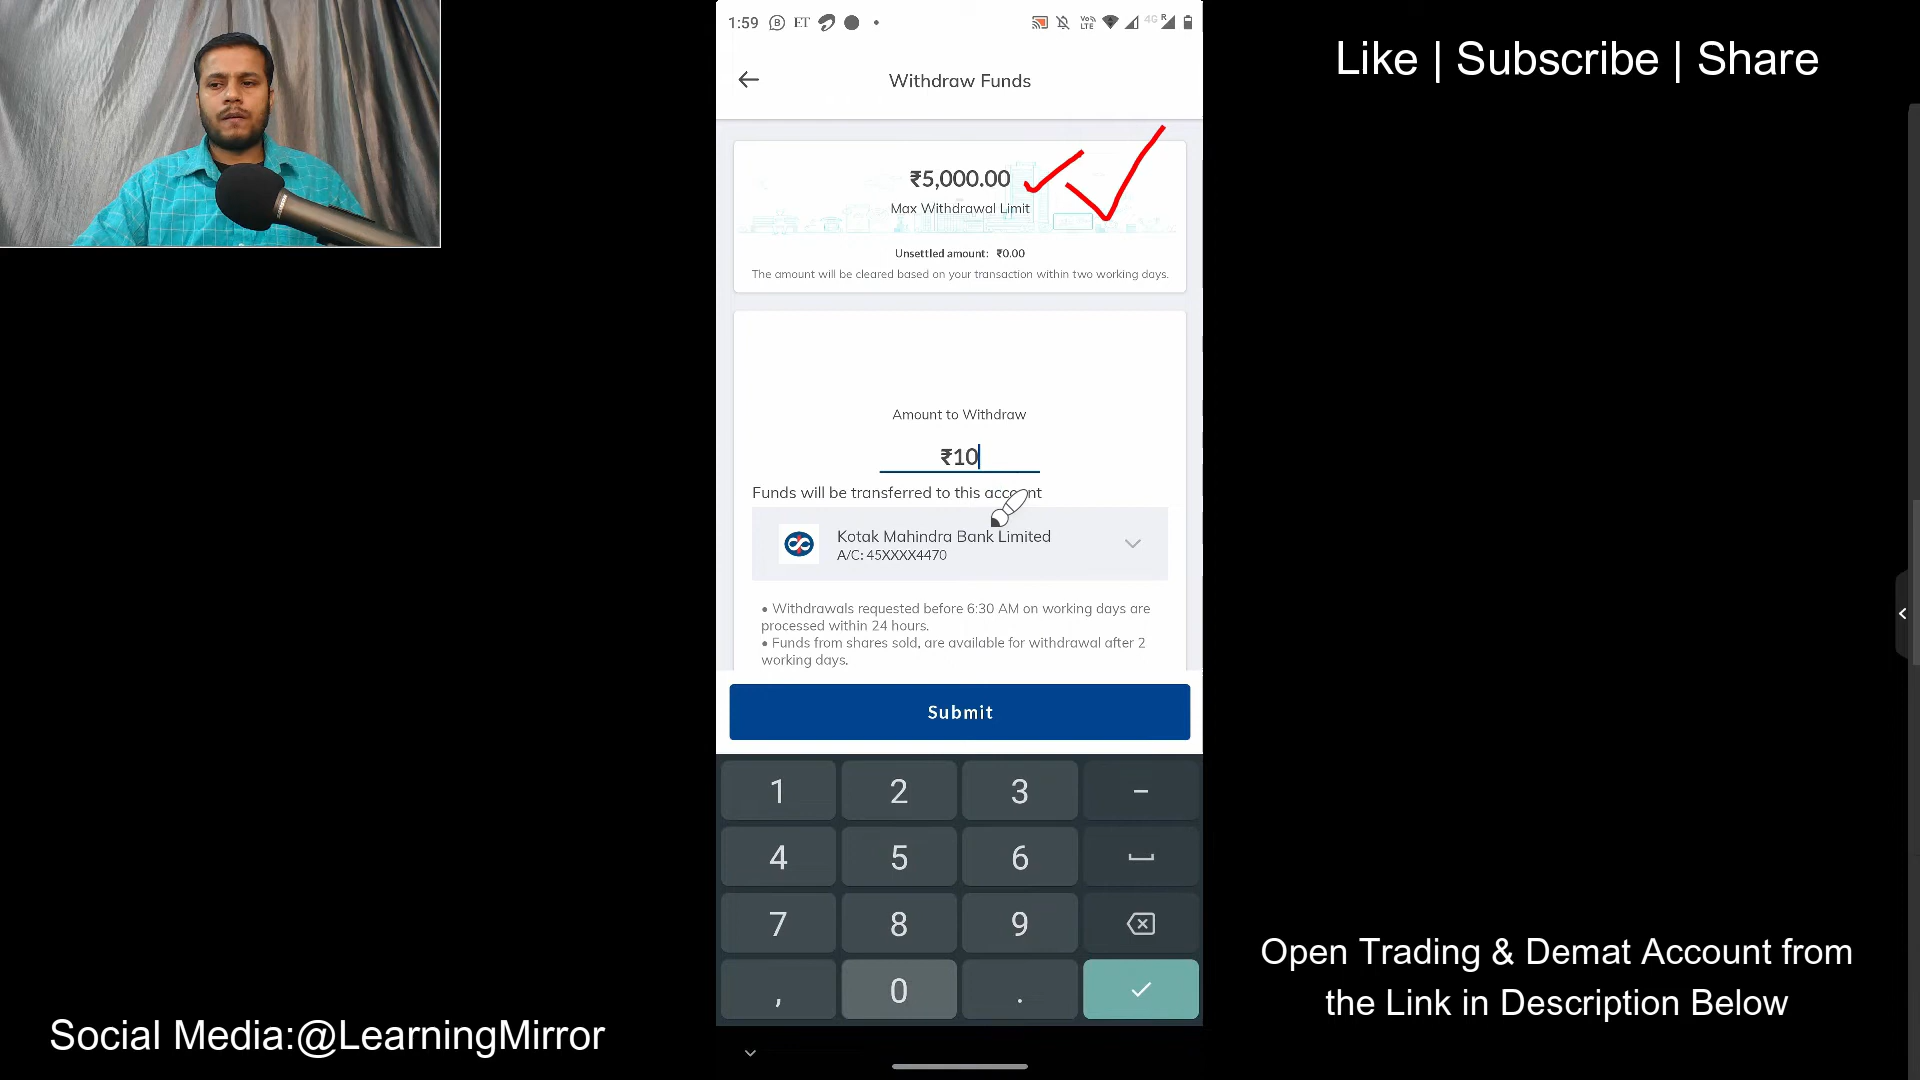 Like | Subscribe | Share
1:59 ET VoLTE 4G R
Withdraw Funds
₹5,000.00
Max Withdrawal Limit
Unsettled amount: ₹0.00
The amount will be cleared based on your transaction within two working days.
Amount to Withdraw
₹10
Funds will be transferred to this account
Kotak Mahindra Bank Limited
A/C: 45XXXX4470
• Withdrawals requested before 6:30 AM on working days are
processed within 24 hours.
• Funds from shares sold, are available for withdrawal after 2
working days.
Submit
1 2 3 –
4 5 6
7 8 9
, 0 .
Open Trading & Demat Account from
the Link in Description Below
Social Media:@LearningMirror